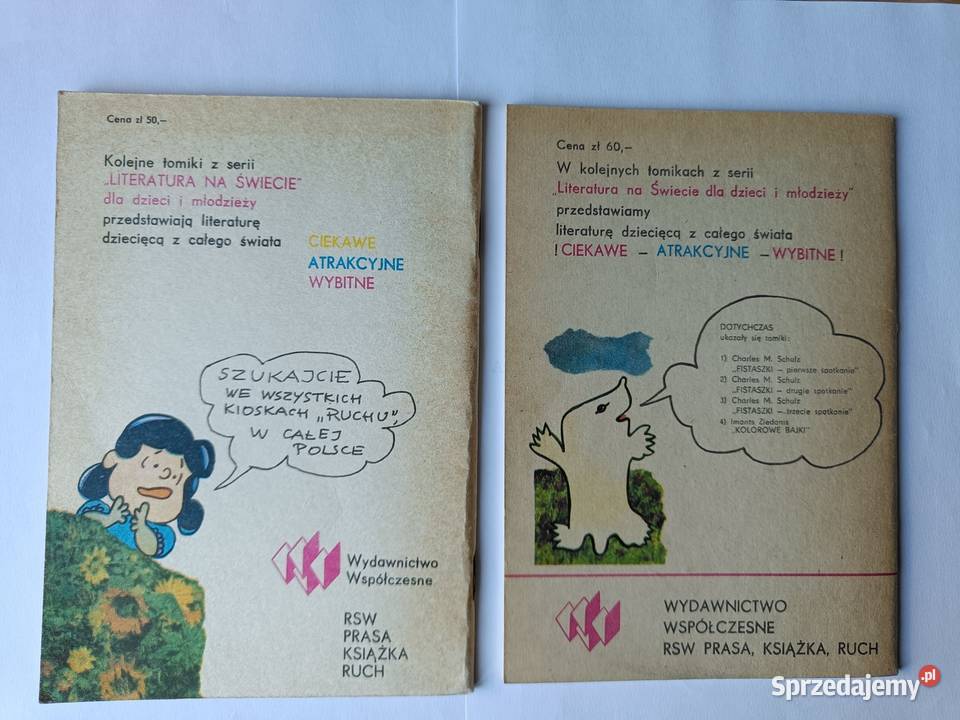 Cena zł 50,—
Kolejne tomiki z serii
„LITERATURA NA ŚWIECIE"
dla dzieci i młodzieży
przedstawiają literaturę
dziecięcą z całego świata
CIEKAWE
ATRAKCYJNE
WYBITNE
SZUKAJCIE
WE WSZYSTKICH
KIOSKACH „RUCHU",
W CAŁEJ
POLSCE
Wydawnictwo
Współczesne
RSW
PRASA
KSIĄŻKA
RUCH
Cena zł 60,—
W kolejnych tomikach z serii
„Literatura na Świecie dla dzieci i młodzieży"
przedstawiamy
literaturę dziecięcą z całego świata
! CIEKAWE — ATRAKCYJNE — WYBITNE !
DOTYCHCZAS
ukazały się tomiki:
1) Charles M. Schulz
„FISTASZKI — pierwsze spotkanie"
2) Charles M. Schulz
„FISTASZKI — drugie spotkanie"
3) Charles M. Schulz
„FISTASZKI — trzecie spotkanie"
4) Imants Ziedonis
„KOLOROWE BAJKI"
WYDAWNICTWO
WSPÓŁCZESNE
RSW PRASA, KSIĄŻKA, RUCH
Sprzedajemy.pl